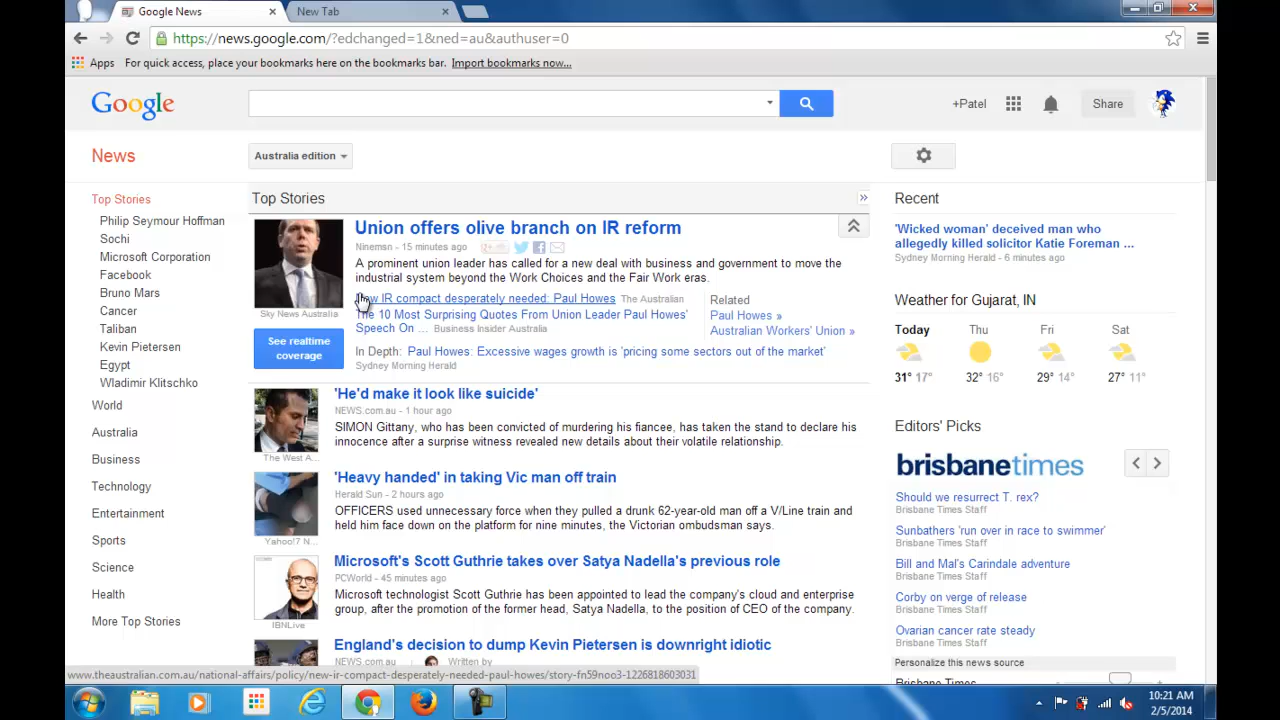 Google News
New Tab
https://news.google.com/?edchanged=1&ned=au&authuser=0
Apps
For quick access, place your bookmarks here on the bookmarks bar. Import bookmarks now...
Google
+Patel
Share
News
Australia edition
Top Stories
Philip Seymour Hoffman
Sochi
Microsoft Corporation
Facebook
Bruno Mars
Cancer
Taliban
Kevin Pietersen
Egypt
Wladimir Klitschko
World
Australia
Business
Technology
Entertainment
Sports
Science
Health
More Top Stories
Top Stories
Sky News Australia
See realtime
coverage
Union offers olive branch on IR reform
Ninemsn - 15 minutes ago
A prominent union leader has called for a new deal with business and government to move the
industrial system beyond the Work Choices and the Fair Work eras.
IR compact desperately needed: Paul Howes The Australian
The 10 Most Surprising Quotes From Union Leader Paul Howes'
Speech On ... Business Insider Australia
Related
Paul Howes »
Australian Workers' Union »
In Depth: Paul Howes: Excessive wages growth is 'pricing some sectors out of the market'
Sydney Morning Herald
The West A...
'He'd make it look like suicide'
NEWS.com.au - 1 hour ago
SIMON Gittany, who has been convicted of murdering his fiancee, has taken the stand to declare his
innocence after a surprise witness revealed new details about their volatile relationship.
Yahoo!7 N...
'Heavy handed' in taking Vic man off train
Herald Sun - 2 hours ago
OFFICERS used unnecessary force when they pulled a drunk 62-year-old man off a V/Line train and
held him face down on the platform for nine minutes, the Victorian ombudsman says.
IBNLive
Microsoft's Scott Guthrie takes over Satya Nadella's previous role
PCWorld - 45 minutes ago
Microsoft technologist Scott Guthrie has been appointed to lead the company's cloud and enterprise
group, after the promotion of the former head, Satya Nadella, to the position of CEO of the company.
England's decision to dump Kevin Pietersen is downright idiotic
NEWS.com.au Written by
Recent
'Wicked woman' deceived man who
allegedly killed solicitor Katie Foreman ...
Sydney Morning Herald - 6 minutes ago
Weather for Gujarat, IN
Today Thu Fri Sat
31° 17° 32° 16° 29° 14° 27° 11°
Editors' Picks
brisbanetimes
Should we resurrect T. rex?
Brisbane Times Staff
Sunbathers 'run over in race to swimmer'
Brisbane Times Staff
Bill and Mal's Carindale adventure
Brisbane Times Staff
Corby on verge of release
Brisbane Times Staff
Ovarian cancer rate steady
Brisbane Times Staff
Personalize this news source
Brisbane Times
www.theaustralian.com.au/national-affairs/policy/new-ir-compact-desperately-needed-paul-howes/story-fn59noo3-1226818603031
10:21 AM
2/5/2014